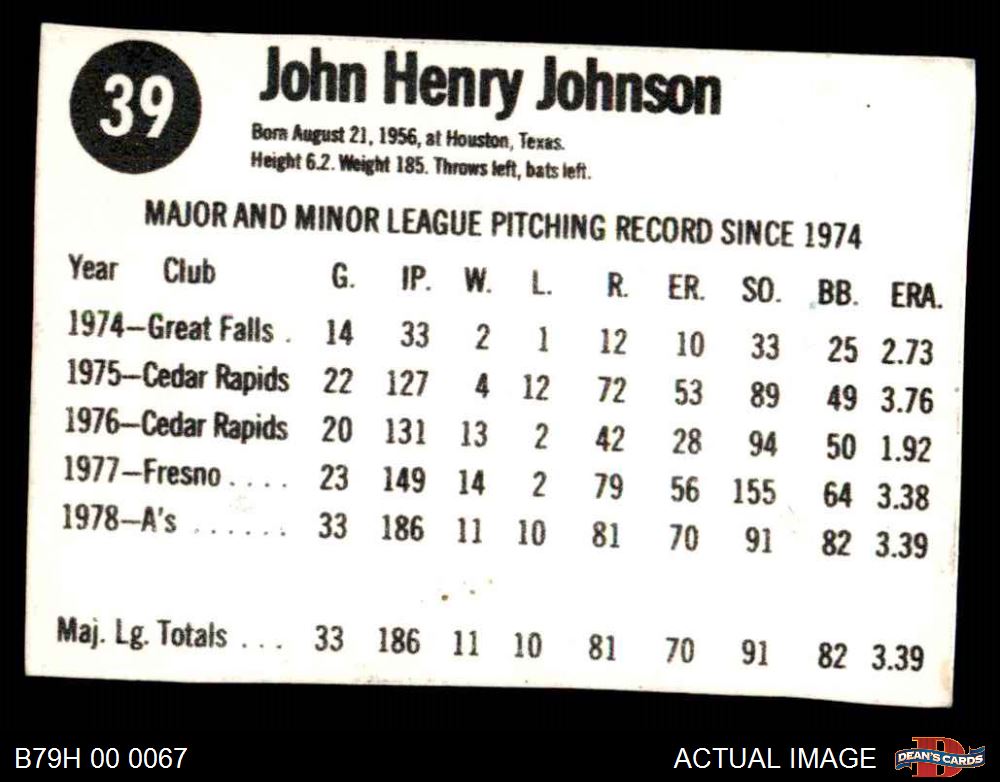 39
John Henry Johnson
Born August 21, 1956, at Houston, Texas.
Height 6.2. Weight 185. Throws left, bats left.
MAJOR AND MINOR LEAGUE PITCHING RECORD SINCE 1974
Year Club G. IP. W. L. R. ER. SO. BB. ERA.
1974—Great Falls . 14 33 2 1 12 10 33 25 2.73
1975—Cedar Rapids 22 127 4 12 72 53 89 49 3.76
1976—Cedar Rapids 20 131 13 2 42 28 94 50 1.92
1977—Fresno . . . . 23 149 14 2 79 56 155 64 3.38
1978—A's . . . . . . 33 186 11 10 81 70 91 82 3.39
Maj. Lg. Totals . . . 33 186 11 10 81 70 91 82 3.39
B79H 00 0067
ACTUAL IMAGE
DEAN'S CARDS